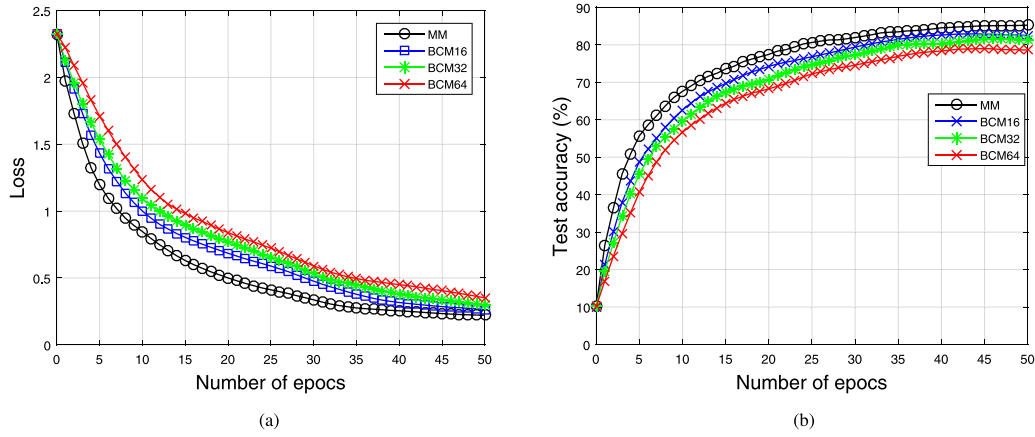 2.5
2
1.5
1
0.5
0
Loss
0 5 10 15 20 25 30 35 40 45 50
Number of epocs
MM
BCM16
BCM32
BCM64
(a)
90
80
70
60
50
40
30
20
10
0
Test accuracy (%)
0 5 10 15 20 25 30 35 40 45 50
Number of epocs
MM
BCM16
BCM32
BCM64
(b)